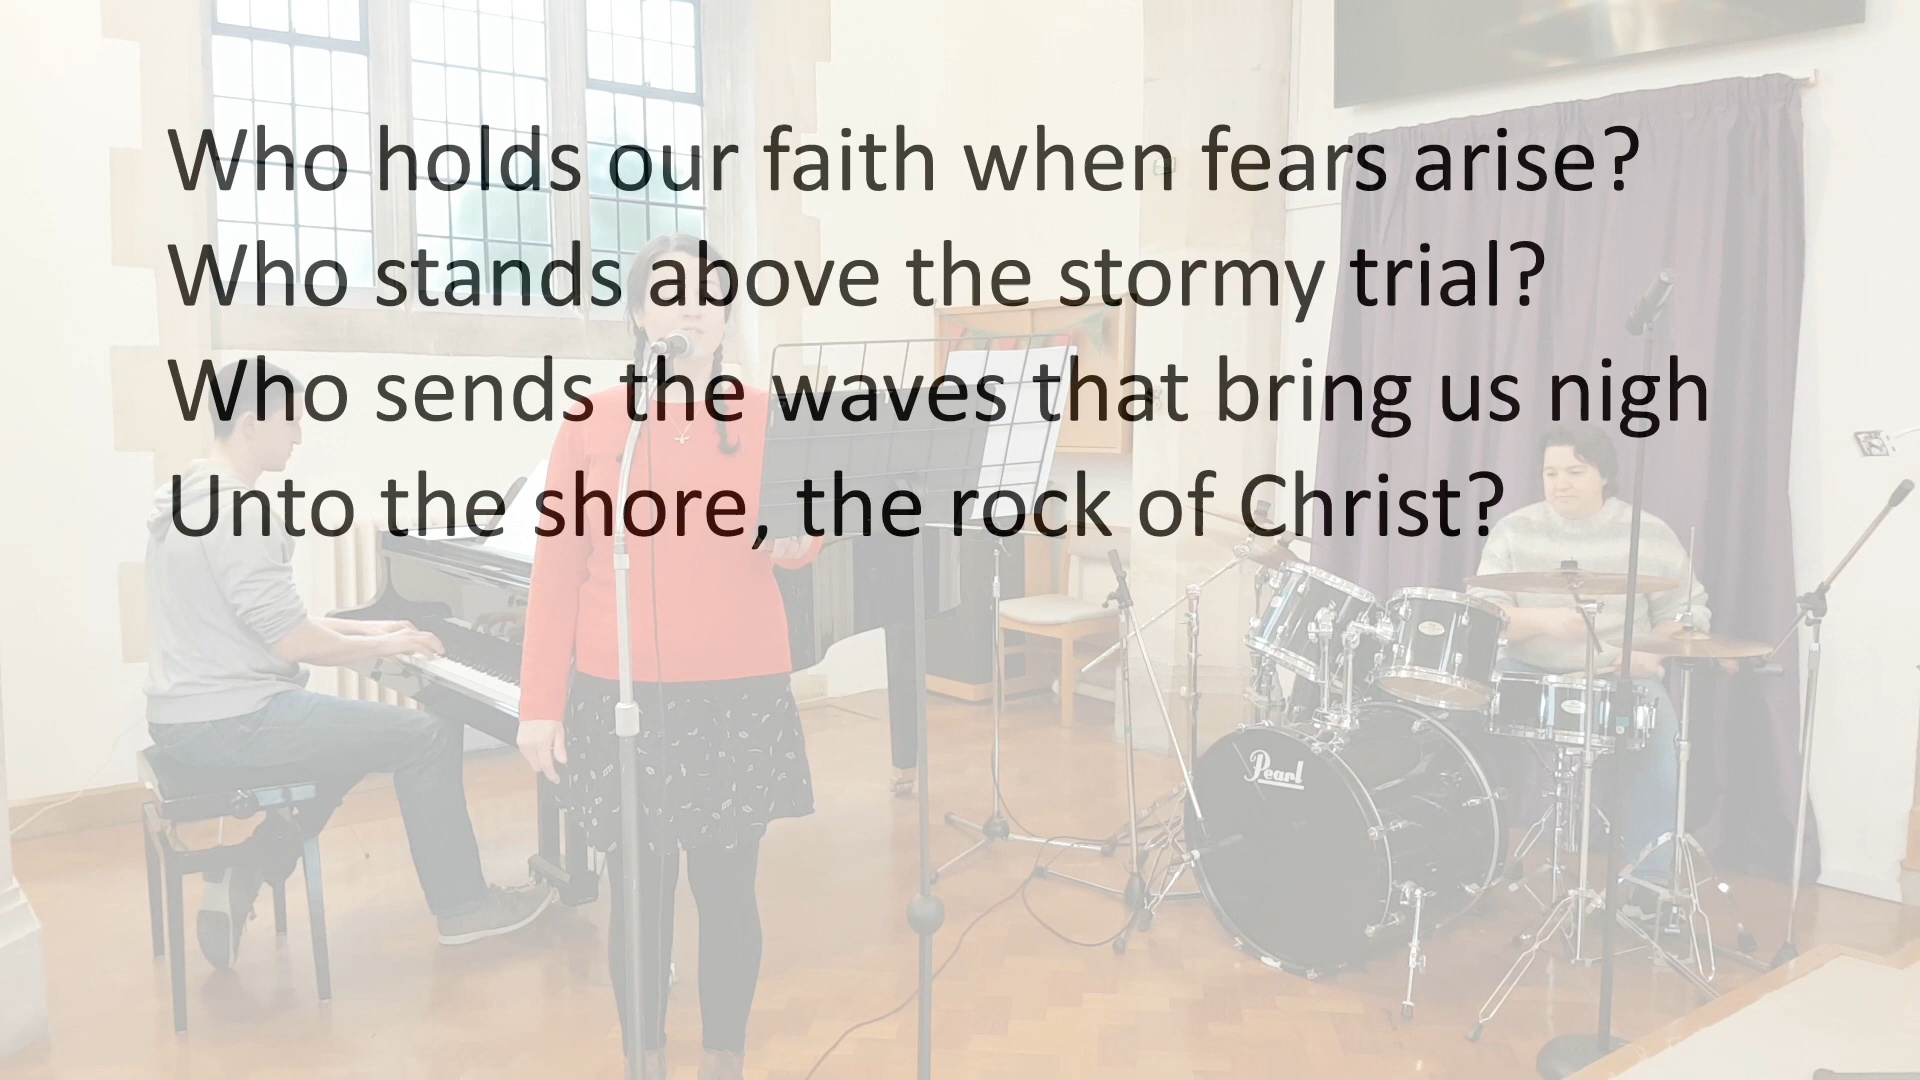 Who holds our faith when fears arise?
Who stands above the stormy trial?
Who sends the waves that bring us nigh
Unto the shore, the rock of Christ?
Pearl